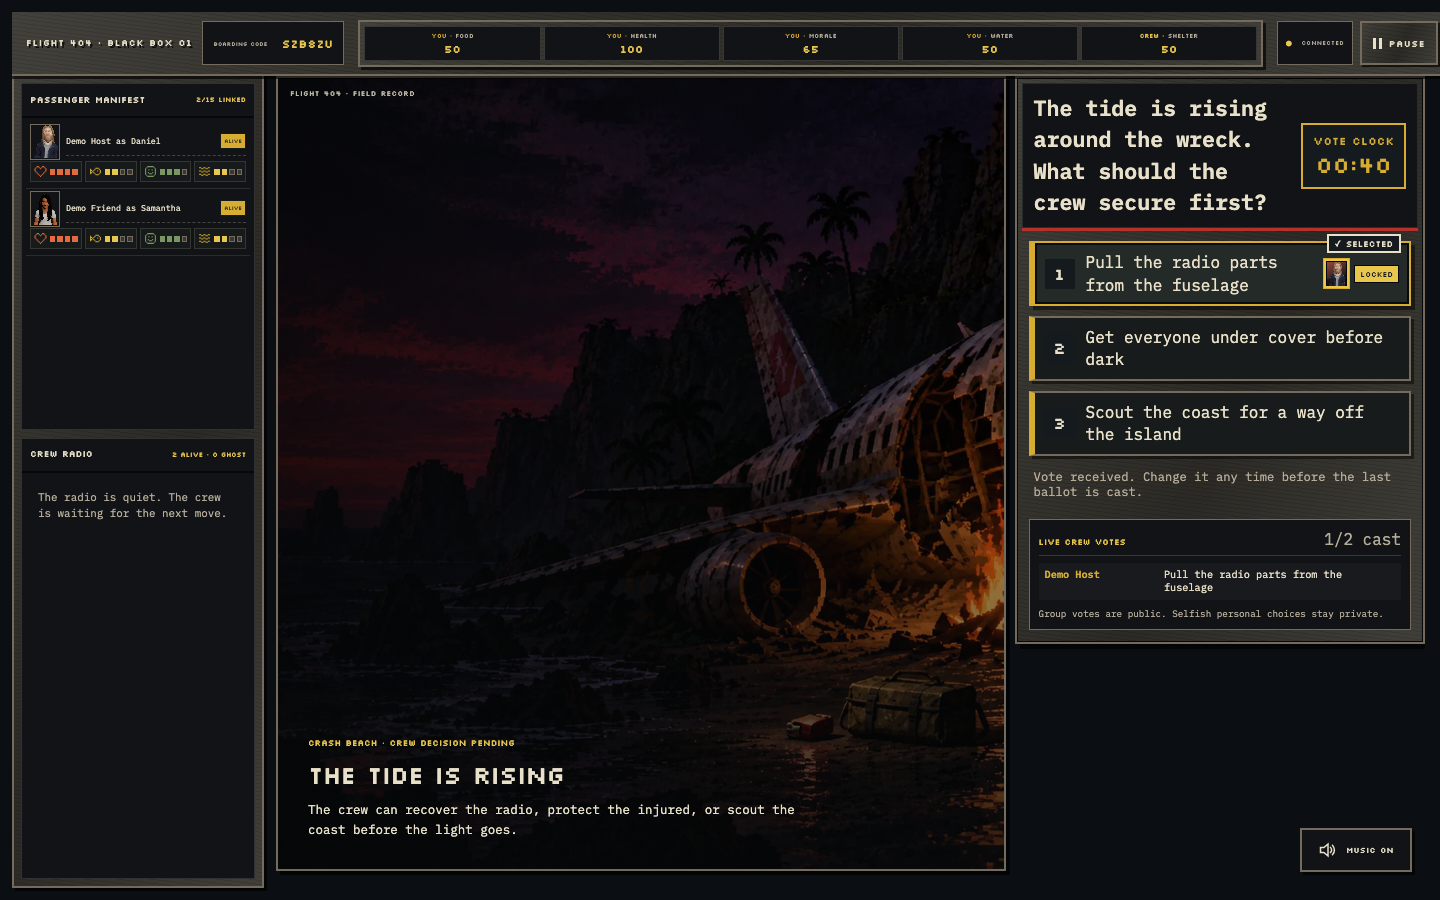 FLIGHT 404 · BLACK BOX 01
BOARDING CODE SZB8ZU
YOU · FOOD
50
YOU · HEALTH
100
YOU · MORALE
65
YOU · WATER
50
CREW · SHELTER
50
CONNECTED
PAUSE
PASSENGER MANIFEST
2/15 LINKED
Demo Host as Daniel
ALIVE
Demo Friend as Samantha
ALIVE
CREW RADIO
2 ALIVE · 0 GHOST
The radio is quiet. The crew
is waiting for the next move.
FLIGHT 404 · FIELD RECORD
CRASH BEACH · CREW DECISION PENDING
THE TIDE IS RISING
The crew can recover the radio, protect the injured, or scout the
coast before the light goes.
The tide is rising
around the wreck.
What should the
crew secure first?
VOTE CLOCK
00:40
✓ SELECTED
1
Pull the radio parts
from the fuselage
LOCKED
2
Get everyone under cover before
dark
3
Scout the coast for a way off
the island
Vote received. Change it any time before the last
ballot is cast.
LIVE CREW VOTES
1/2 cast
Demo Host
Pull the radio parts from the
fuselage
Group votes are public. Selfish personal choices stay private.
MUSIC ON